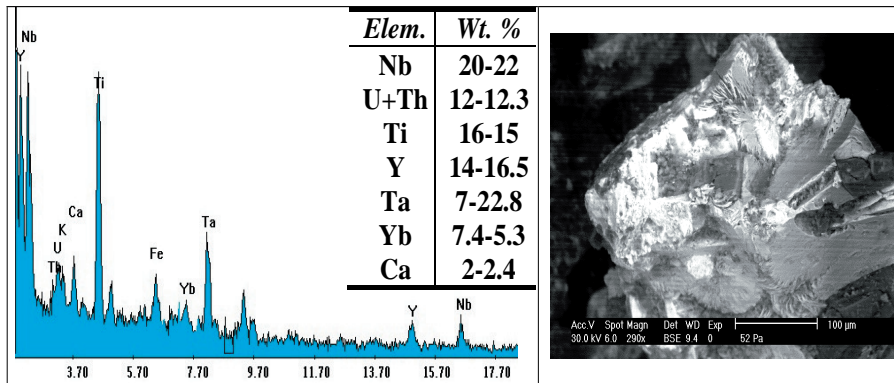 Nb
Y
Ti
Ca
K
U
Th
Fe
Yb
Ta
Y
Nb
3.70 5.70 7.70 9.70 11.70 13.70 15.70 17.70
Elem. Wt. %
Nb 20-22
U+Th 12-12.3
Ti 16-15
Y 14-16.5
Ta 7-22.8
Yb 7.4-5.3
Ca 2-2.4
Acc.V Spot Magn Det WD Exp 100 µm
30.0 kV 6.0 290x BSE 9.4 0 52 Pa